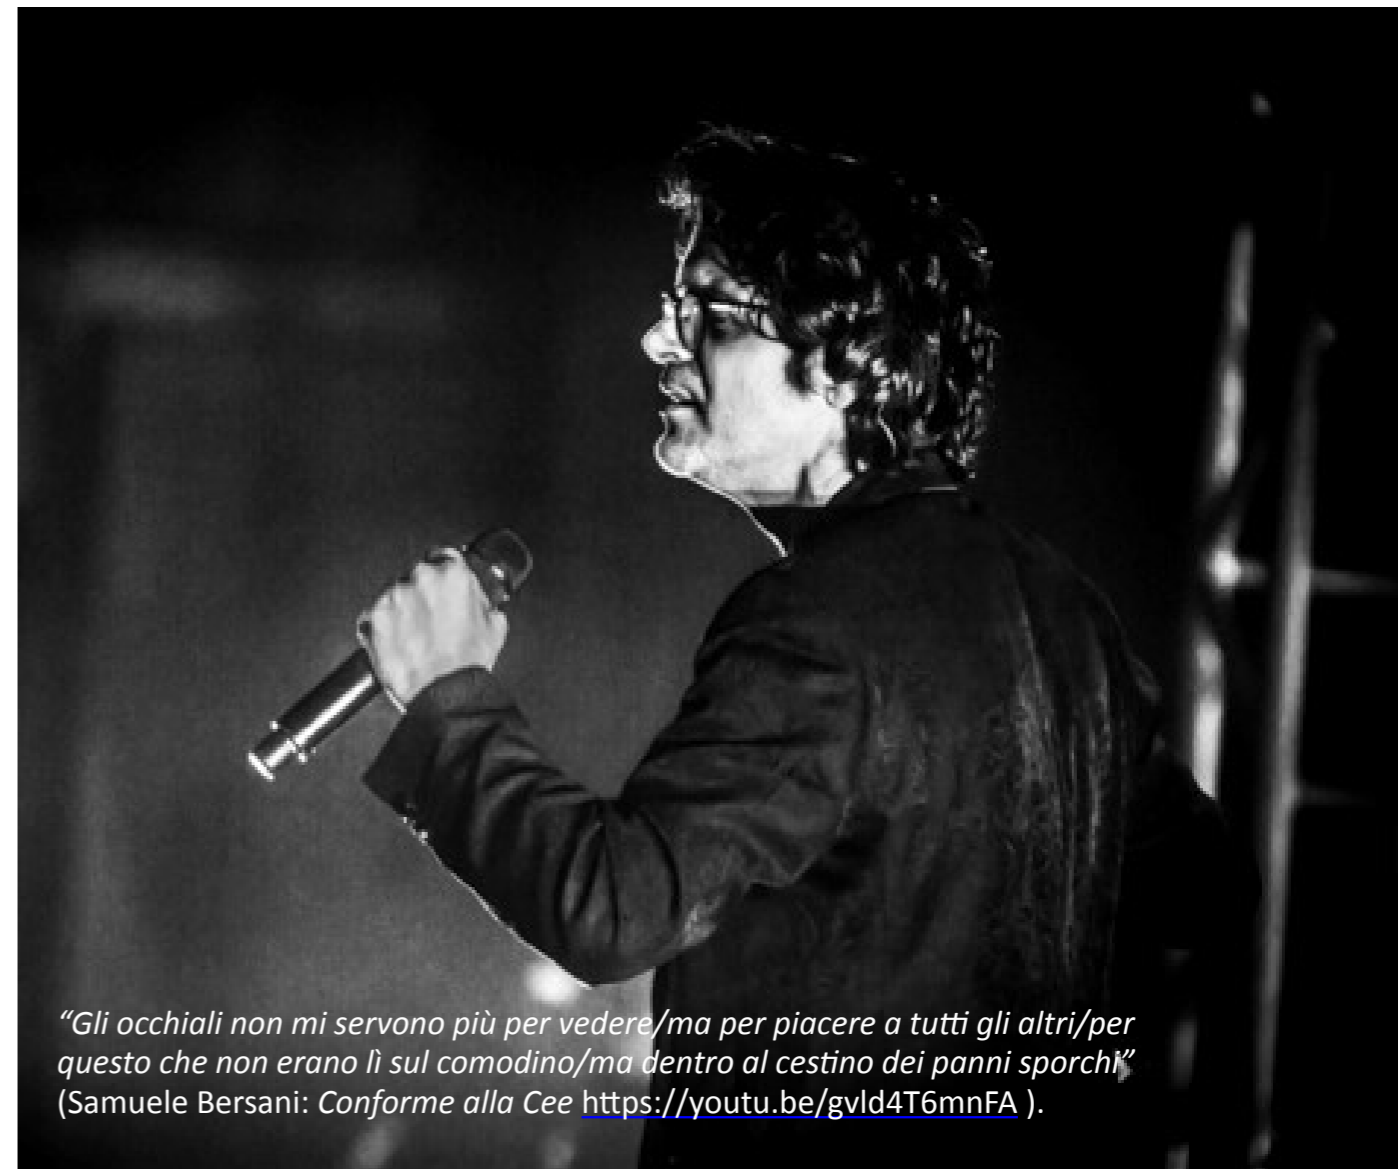 “Gli occhiali non mi servono più per vedere/ma per piacere a tutti gli altri/per
questo che non erano lì sul comodino/ma dentro al cestino dei panni sporchi”
(Samuele Bersani: Conforme alla Cee https://youtu.be/gvld4T6mnFA ).